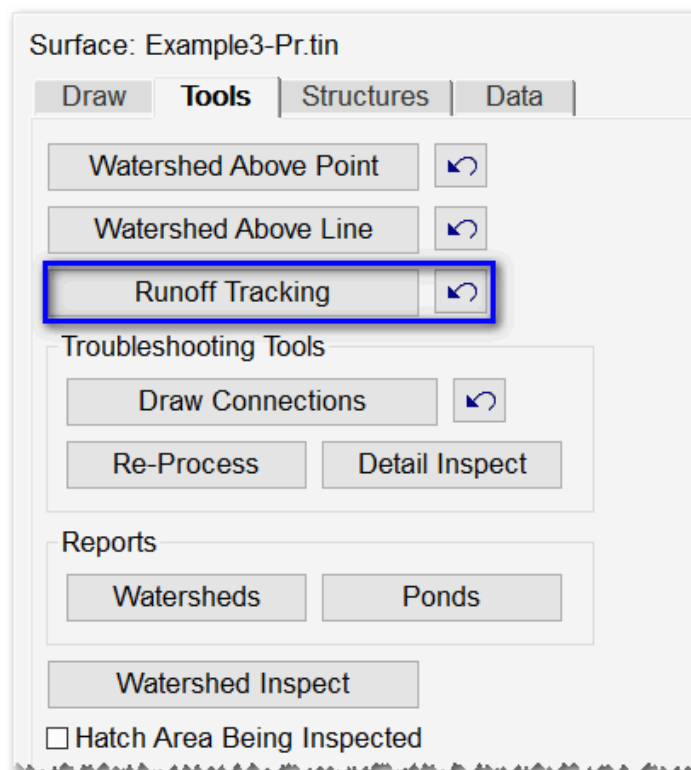 Surface: Example3-Pr.tin
Draw Tools Structures Data
Watershed Above Point
Watershed Above Line
Runoff Tracking
Troubleshooting Tools
Draw Connections
Re-Process Detail Inspect
Reports
Watersheds Ponds
Watershed Inspect
Hatch Area Being Inspected